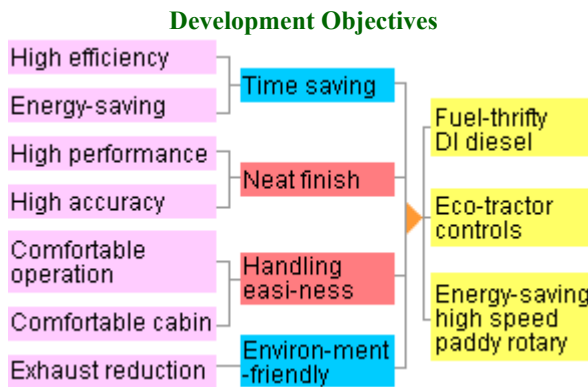 Development Objectives
High efficiency
Energy-saving
High performance
High accuracy
Comfortable
operation
Comfortable cabin
Exhaust reduction
Time saving
Neat finish
Handling
easi-ness
Environ-ment
-friendly
Fuel-thrifty
DI diesel
Eco-tractor
controls
Energy-saving
high speed
paddy rotary